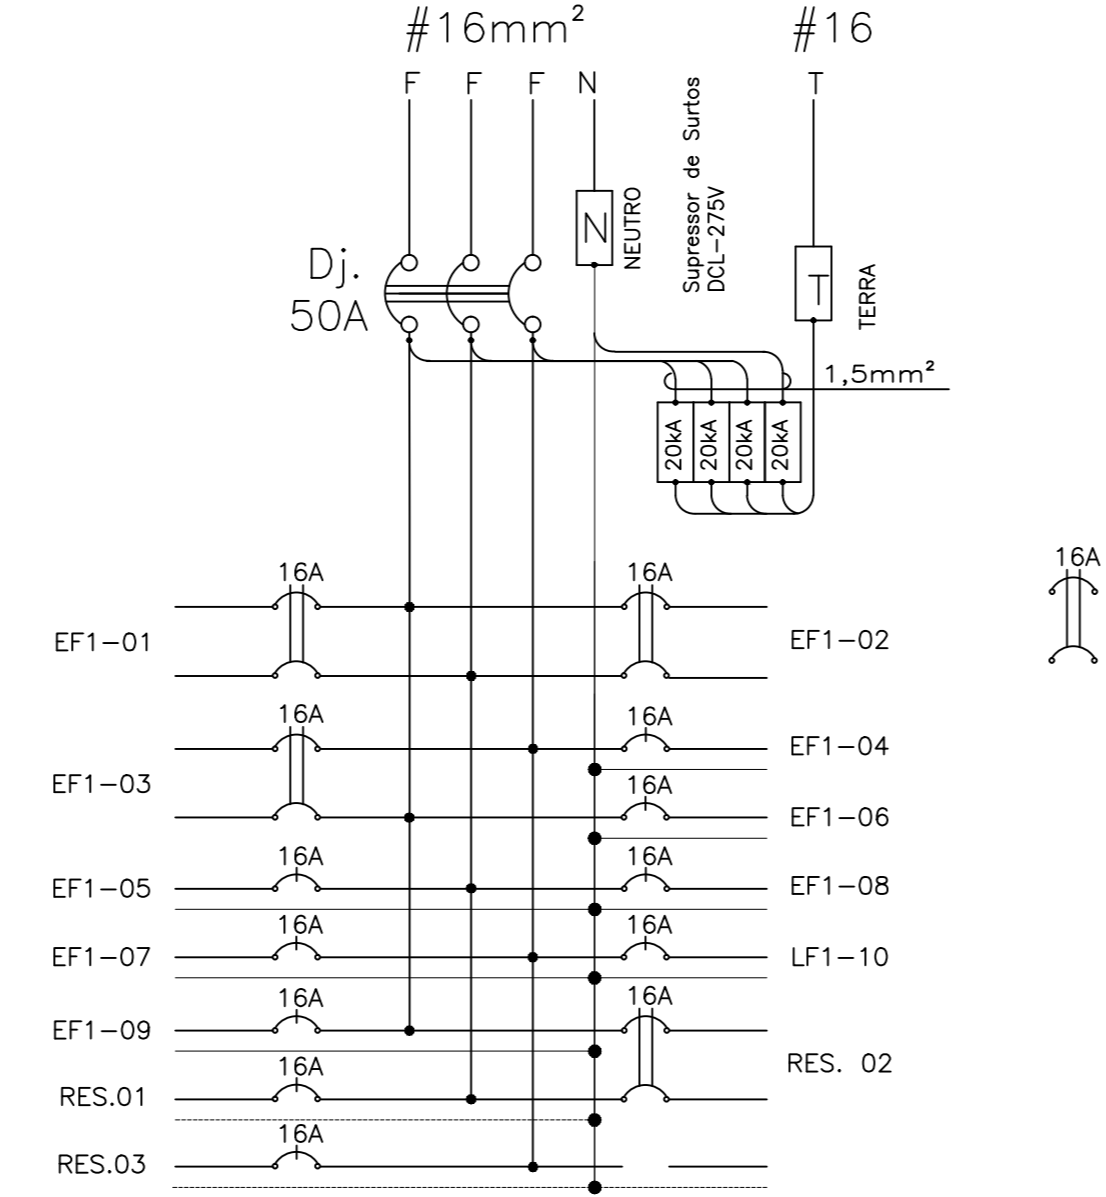 #16mm²
#16
F F F N
T
Supressor de Surtos
DCL-275V
N
NEUTRO
T
TERRA
Dj.
50A
1,5mm²
20kA
20kA
20kA
20kA
16A
16A
16A
EF1-01
EF1-02
16A
16A
EF1-03
EF1-04
16A
EF1-06
16A
16A
EF1-05
EF1-08
16A
16A
EF1-07
LF1-10
16A
16A
EF1-09
RES. 02
16A
RES.01
16A
RES.03